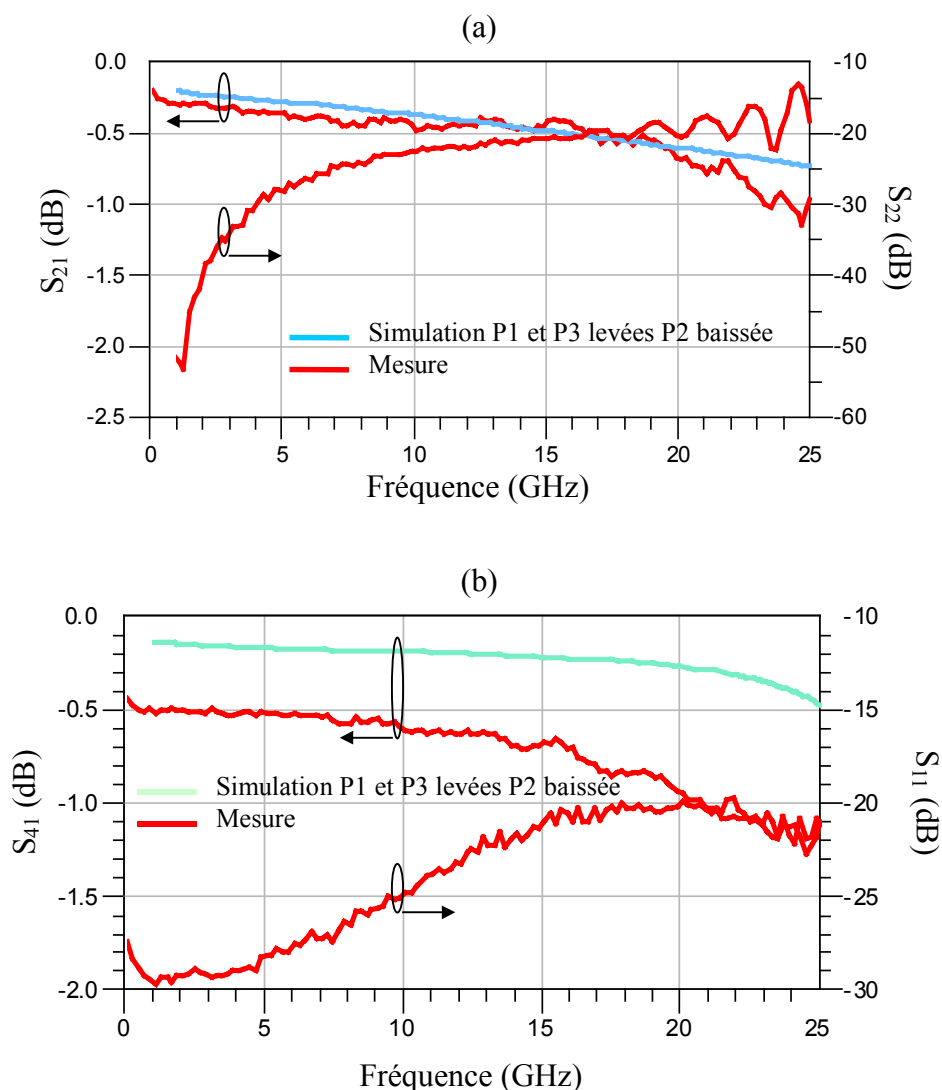 (a)
0.0
-0.5
-1.0
-1.5
-2.0
-2.5
S21 (dB)
-10
-20
-30
-40
-50
-60
S22 (dB)
Simulation P1 et P3 levées P2 baissée
Mesure
0 5 10 15 20 25
Fréquence (GHz)
(b)
0.0
-0.5
-1.0
-1.5
-2.0
S41 (dB)
-10
-15
-20
-25
-30
S11 (dB)
Simulation P1 et P3 levées P2 baissée
Mesure
0 5 10 15 20 25
Fréquence (GHz)